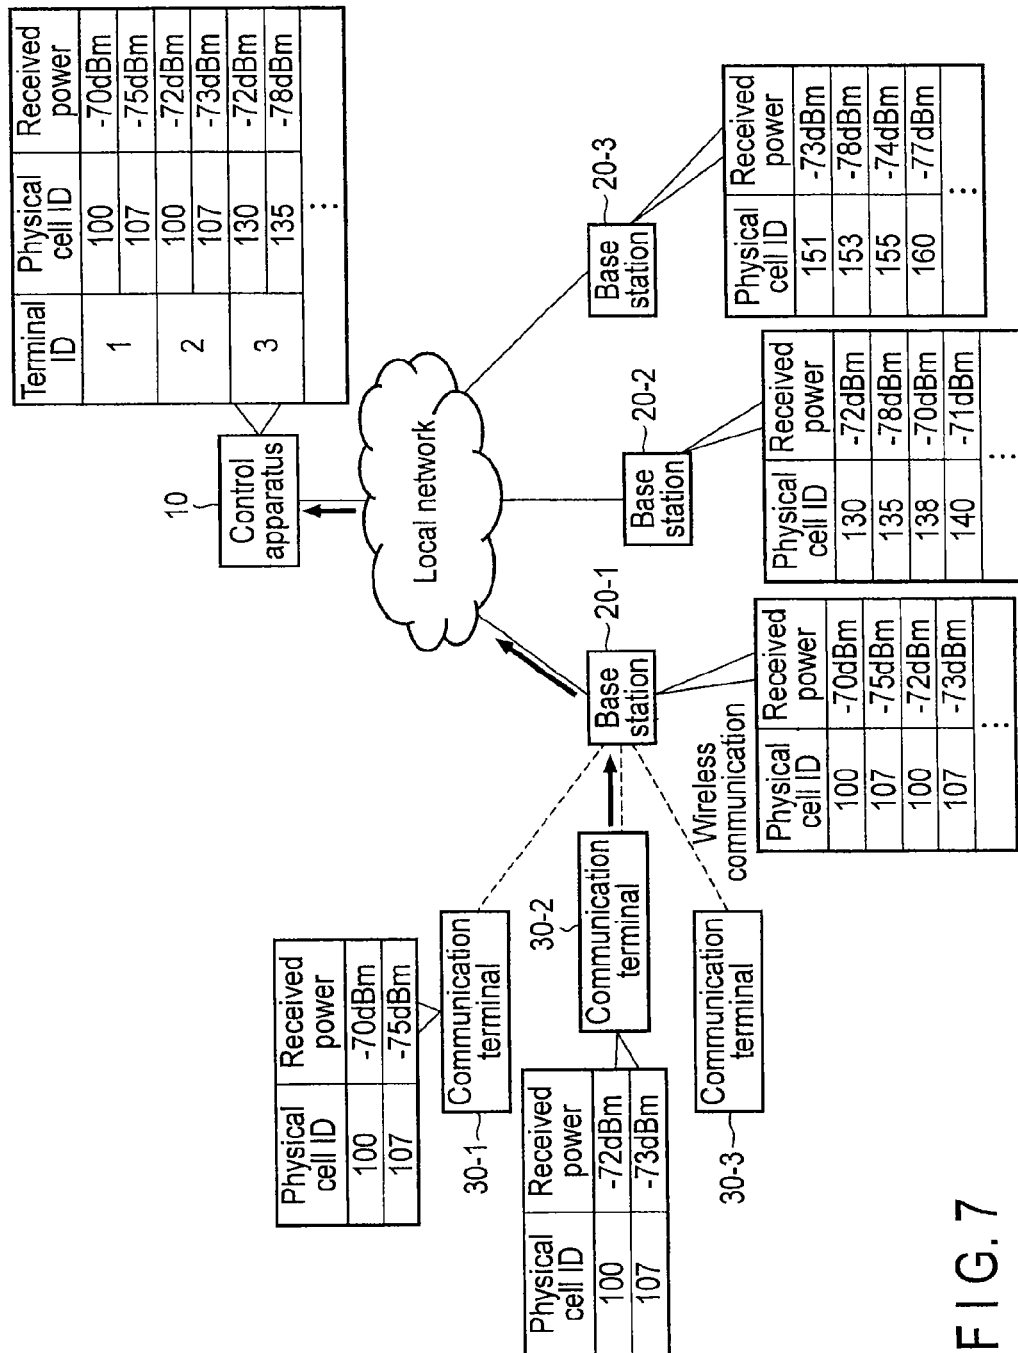 Terminal ID | Physical cell ID | Received power
1 | 100 | -70dBm
107 | -75dBm
2 | 100 | -72dBm
107 | -73dBm
3 | 130 | -72dBm
135 | -78dBm
⋮
10
Control
apparatus
Local network
20-1
Base
station
20-2
Base
station
20-3
Base
station
Physical cell ID | Received power
100 | -70dBm
107 | -75dBm
30-1
Communication
terminal
30-2
Communication
terminal
Physical cell ID | Received power
100 | -72dBm
107 | -73dBm
30-3
Communication
terminal
Wireless
communication
Physical cell ID | Received power
100 | -70dBm
107 | -75dBm
100 | -72dBm
107 | -73dBm
⋮
Physical cell ID | Received power
130 | -72dBm
135 | -78dBm
138 | -70dBm
140 | -71dBm
⋮
Physical cell ID | Received power
151 | -73dBm
153 | -78dBm
155 | -74dBm
160 | -77dBm
⋮
FIG. 7